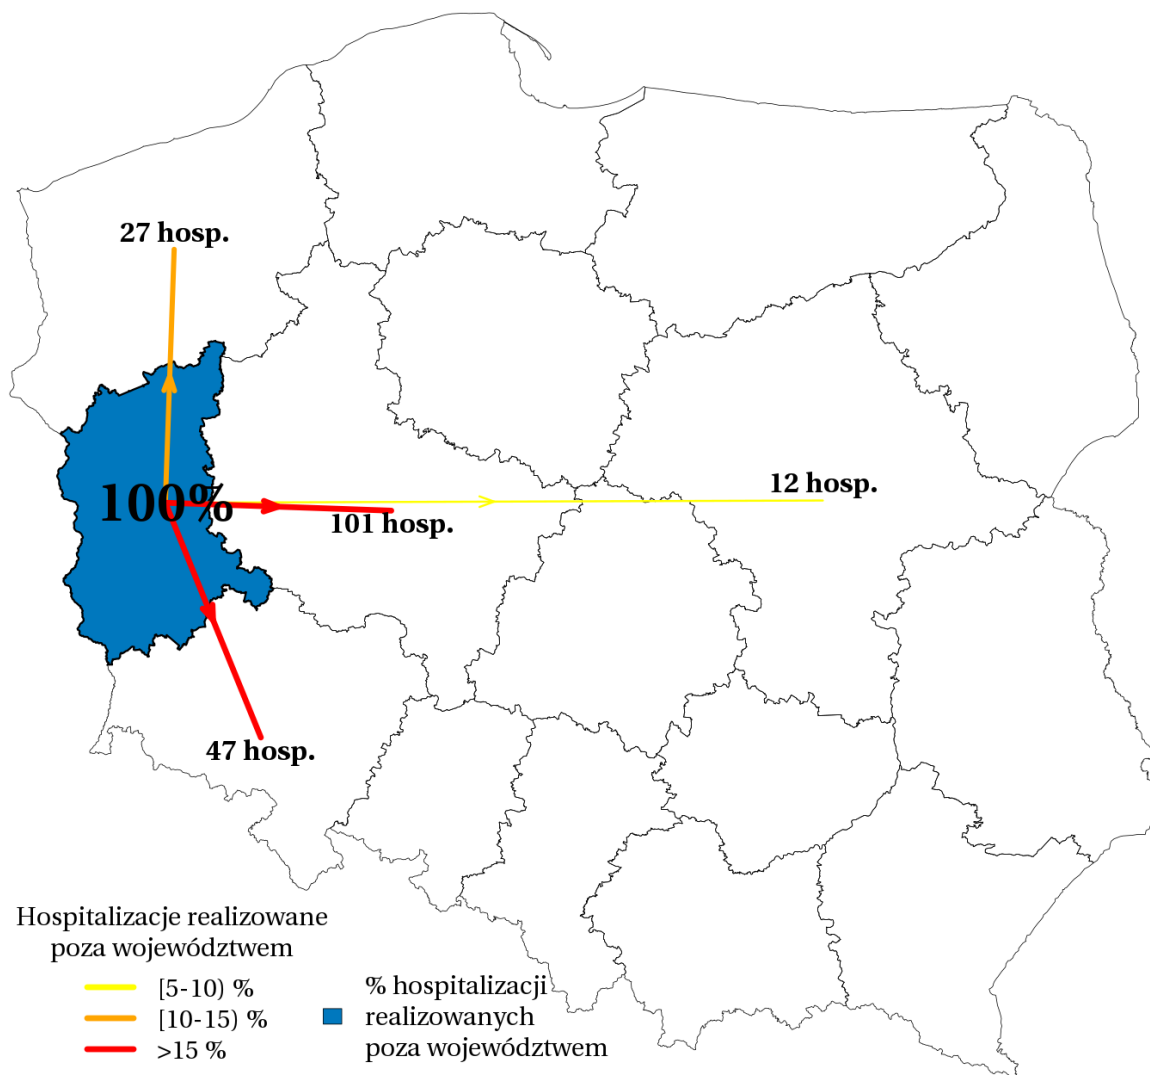 27 hosp.
12 hosp.
100%
101 hosp.
47 hosp.
Hospitalizacje realizowane
poza województwem
[5-10) %
[10-15) %
>15 %
% hospitalizacji
realizowanych
poza województwem